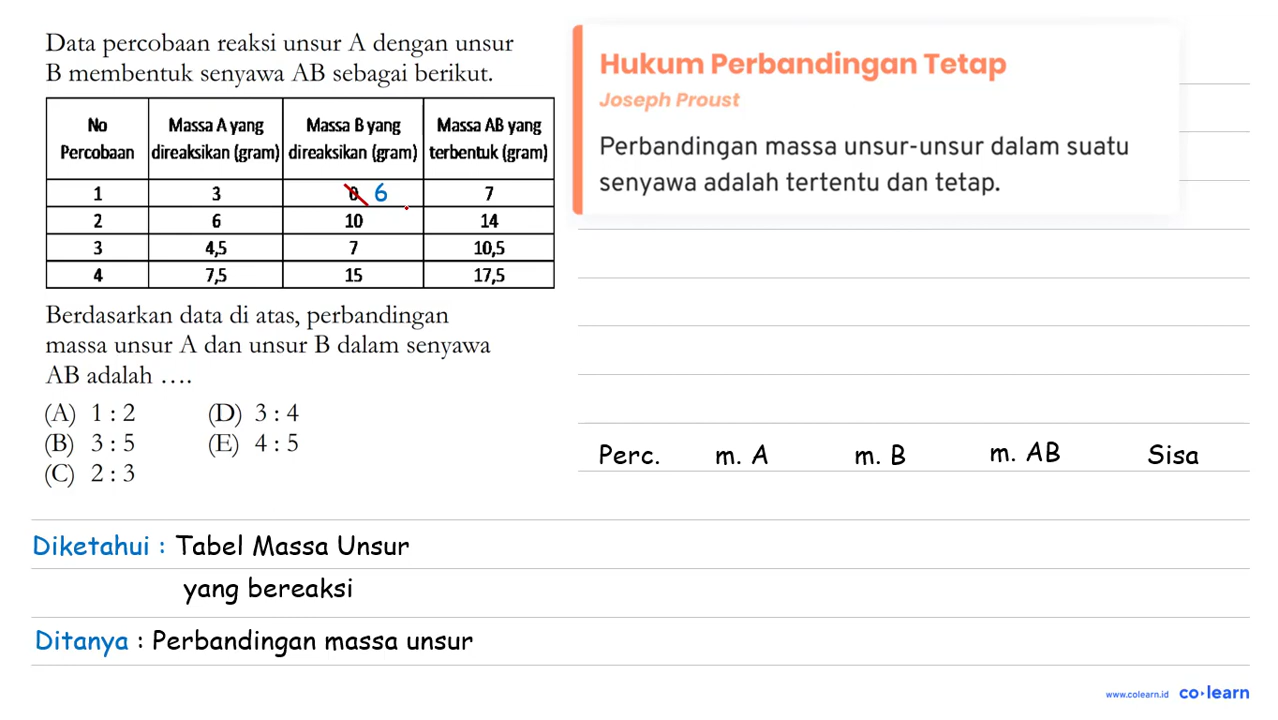 Data percobaan reaksi unsur A dengan unsur
B membentuk senyawa AB sebagai berikut.
No Percobaan | Massa A yang direaksikan (gram) | Massa B yang direaksikan (gram) | Massa AB yang terbentuk (gram)
1 | 3 | 0 6 | 7
2 | 6 | 10 | 14
3 | 4,5 | 7 | 10,5
4 | 7,5 | 15 | 17,5
Berdasarkan data di atas, perbandingan
massa unsur A dan unsur B dalam senyawa
AB adalah ....
(A) 1 : 2 (D) 3 : 4
(B) 3 : 5 (E) 4 : 5
(C) 2 : 3
Hukum Perbandingan Tetap
Joseph Proust
Perbandingan massa unsur-unsur dalam suatu
senyawa adalah tertentu dan tetap.
Perc. m. A m. B m. AB Sisa
Diketahui : Tabel Massa Unsur
yang bereaksi
Ditanya : Perbandingan massa unsur
www.colearn.id co·learn